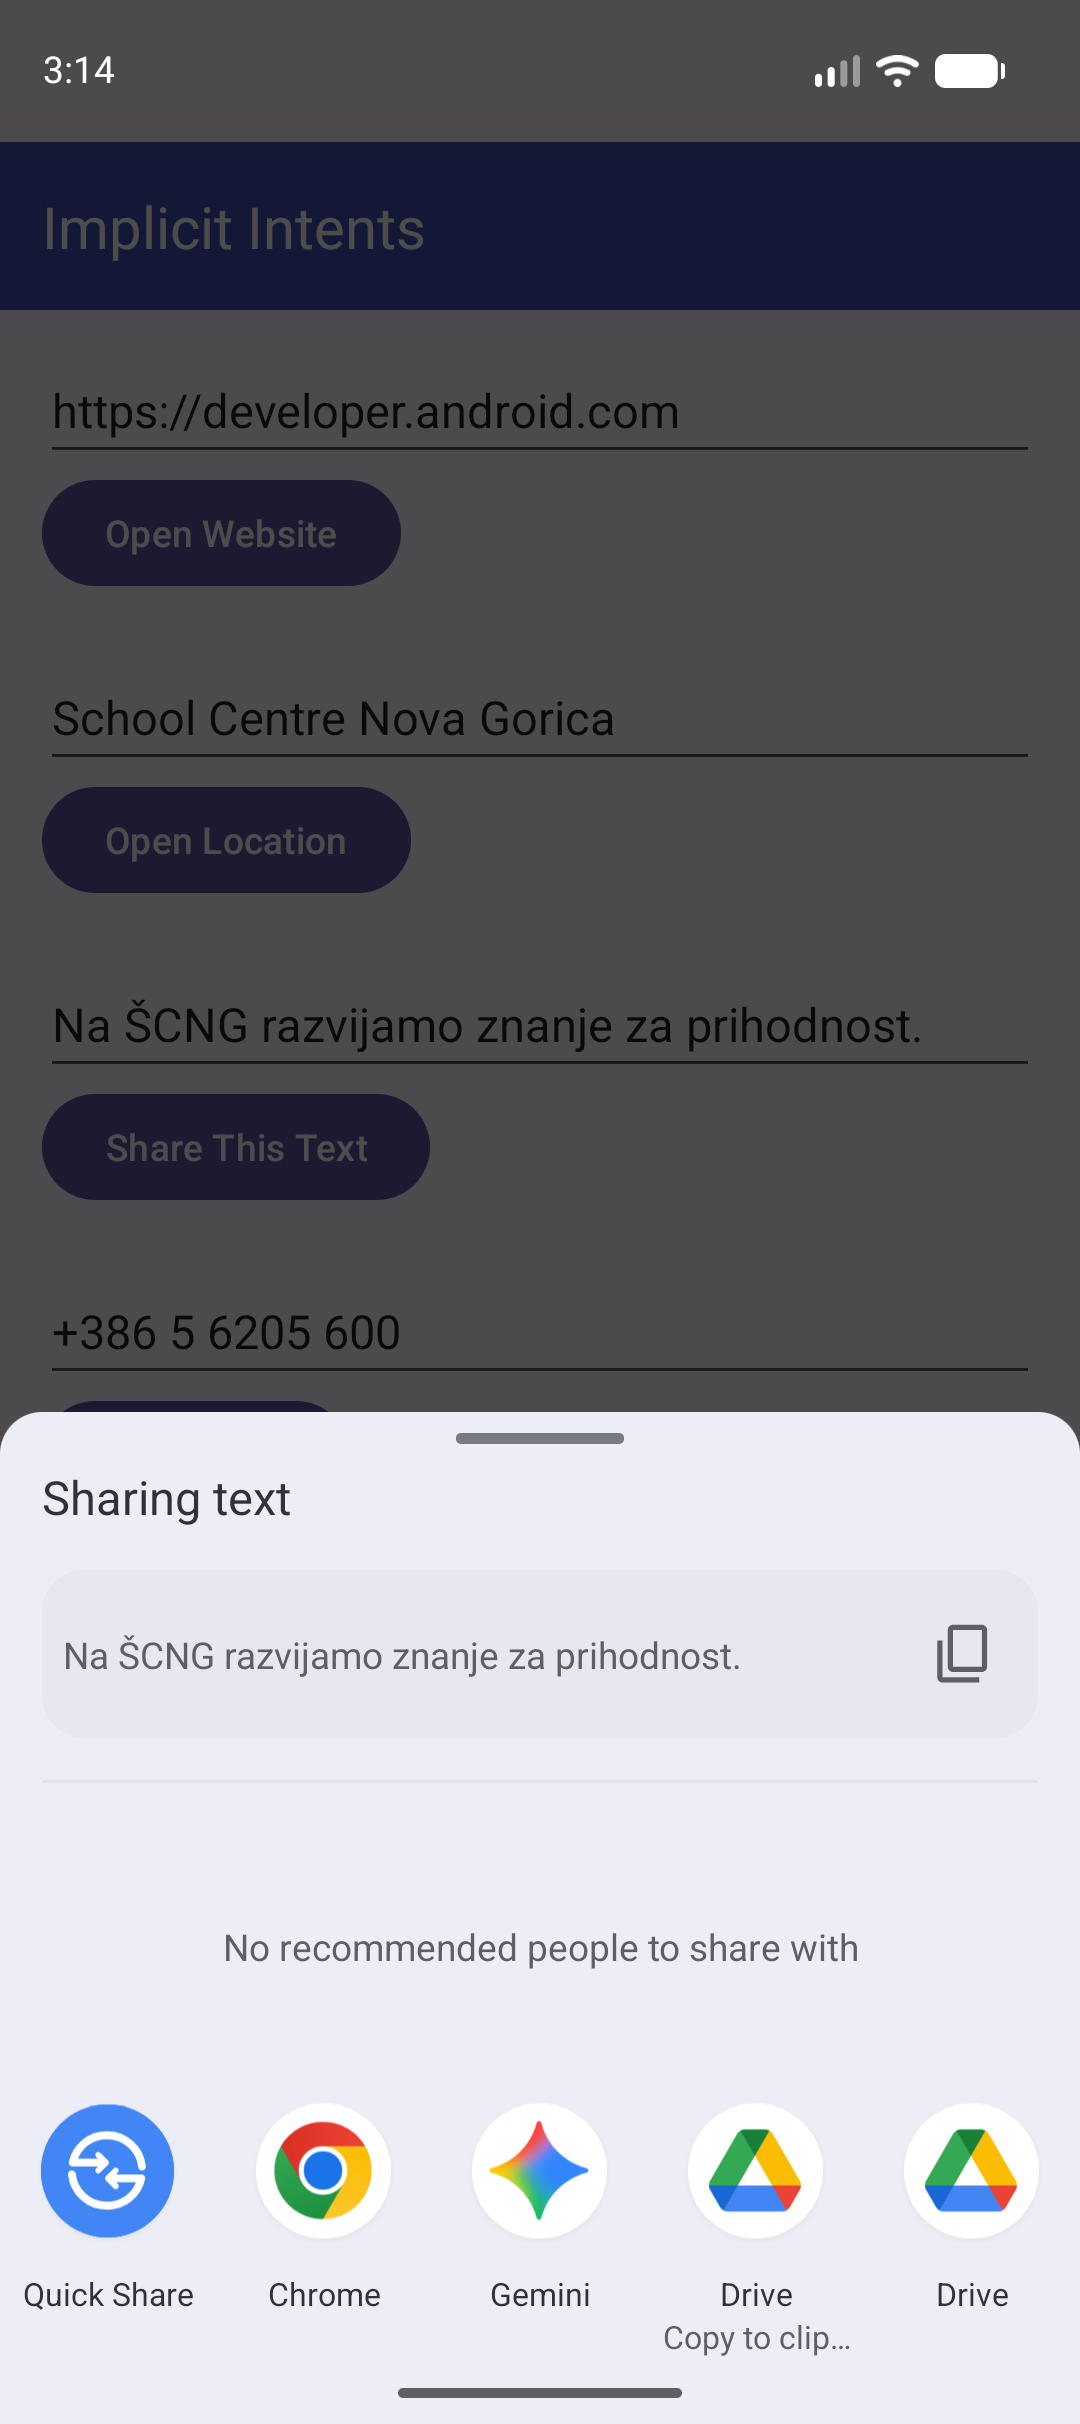 3:14
Implicit Intents
https://developer.android.com
Open Website
School Centre Nova Gorica
Open Location
Na ŠCNG razvijamo znanje za prihodnost.
Share This Text
+386 5 6205 600
Sharing text
Na ŠCNG razvijamo znanje za prihodnost.
No recommended people to share with
Quick Share
Chrome
Gemini
Drive
Copy to clip…
Drive